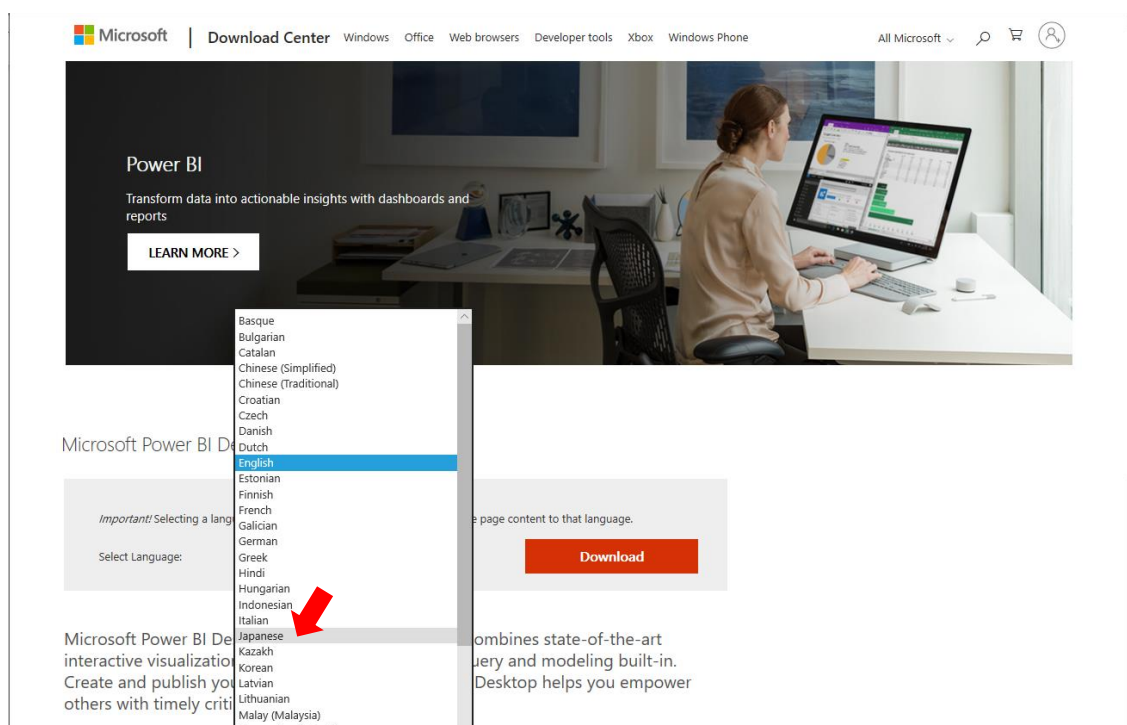 Microsoft | Download Center Windows Office Web browsers Developer tools Xbox Windows Phone All Microsoft
Power BI
Transform data into actionable insights with dashboards and
reports
LEARN MORE >
Basque
Bulgarian
Catalan
Chinese (Simplified)
Chinese (Traditional)
Croatian
Czech
Danish
Dutch
English
Estonian
Finnish
French
Galician
German
Greek
Hindi
Hungarian
Indonesian
Italian
Japanese
Kazakh
Korean
Latvian
Lithuanian
Malay (Malaysia)
Microsoft Power BI De
Important! Selecting a lang e page content to that language.
Select Language:
Download
Microsoft Power BI De ombines state-of-the-art
interactive visualization uery and modeling built-in.
Create and publish you Desktop helps you empower
others with timely criti